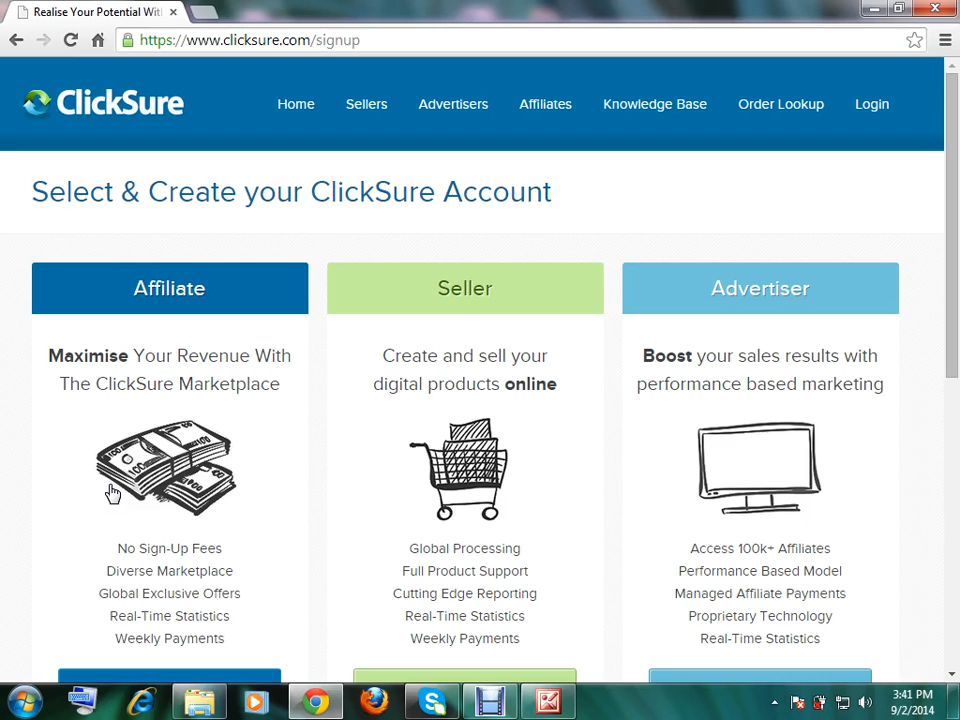 Realise Your Potential Wit
https://www.clicksure.com/signup
ClickSure
Home Sellers Advertisers Affiliates Knowledge Base Order Lookup Login
Select & Create your ClickSure Account
Affiliate
Maximise Your Revenue With
The ClickSure Marketplace
No Sign-Up Fees
Diverse Marketplace
Global Exclusive Offers
Real-Time Statistics
Weekly Payments
Seller
Create and sell your
digital products online
Global Processing
Full Product Support
Cutting Edge Reporting
Real-Time Statistics
Weekly Payments
Advertiser
Boost your sales results with
performance based marketing
Access 100k+ Affiliates
Performance Based Model
Managed Affiliate Payments
Proprietary Technology
Real-Time Statistics
3:41 PM
9/2/2014